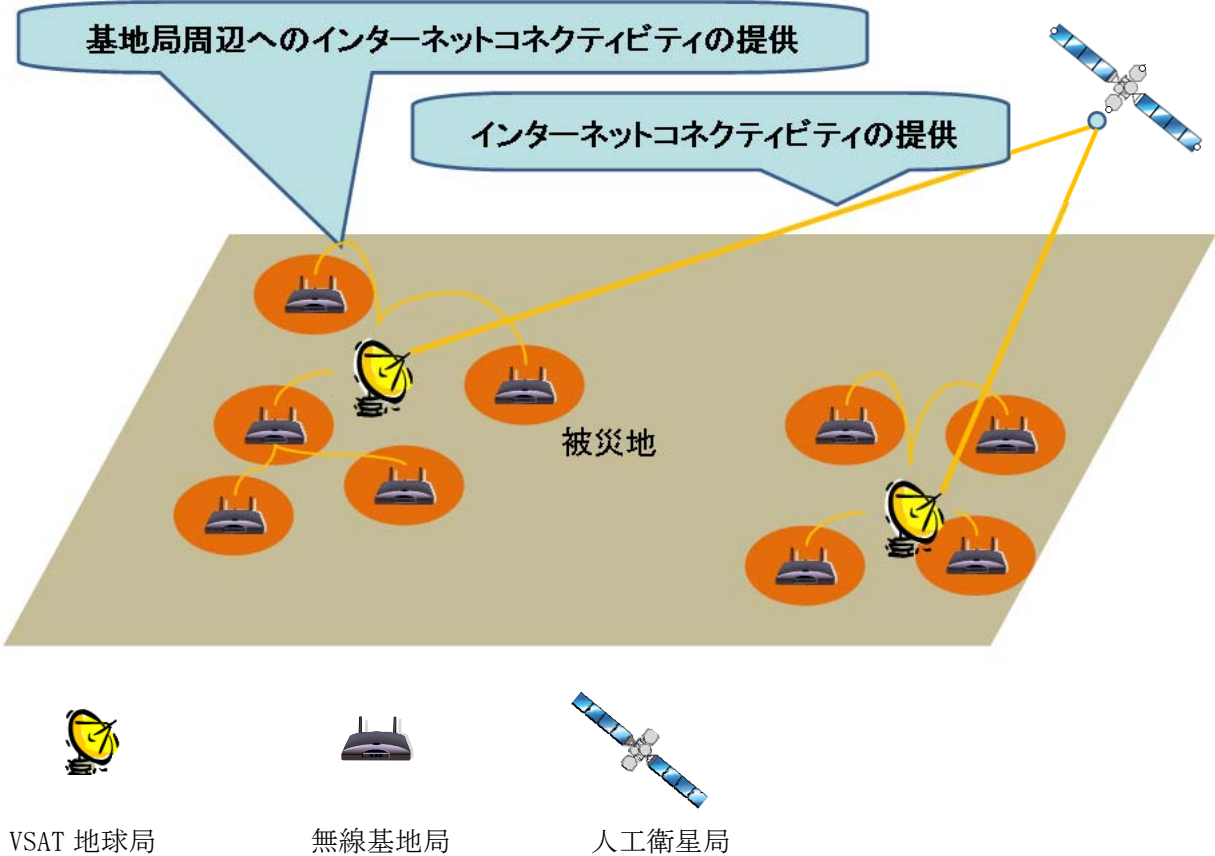 基地局周辺へのインターネットコネクティビティの提供
インターネットコネクティビティの提供
被災地
VSAT 地球局
無線基地局
人工衛星局